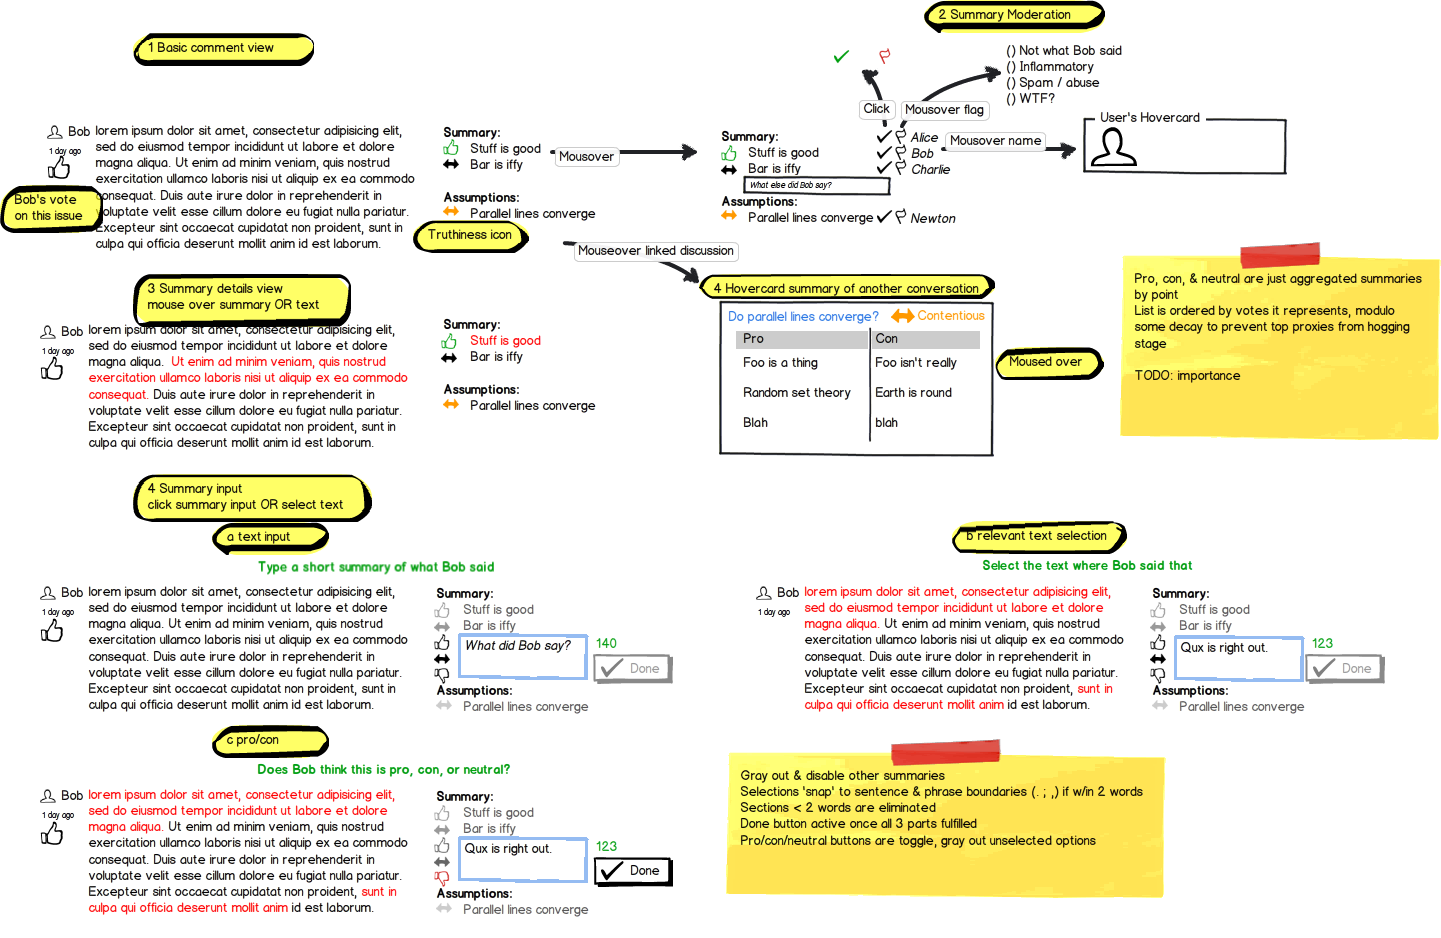 1 Basic comment view
2 Summary Moderation
() Not what Bob said
() Inflammatory
() Spam / abuse
() WTF?
Click
Mousover flag
Bob
1 day ago
lorem ipsum dolor sit amet, consectetur adipisicing elit,
sed do eiusmod tempor incididunt ut labore et dolore
magna aliqua. Ut enim ad minim veniam, quis nostrud
exercitation ullamco laboris nisi ut aliquip ex ea commodo
consequat. Duis aute irure dolor in reprehenderit in
voluptate velit esse cillum dolore eu fugiat nulla pariatur.
Excepteur sint occaecat cupidatat non proident, sunt in
culpa qui officia deserunt mollit anim id est laborum.
Bob's vote
on this issue
Summary:
Stuff is good
Bar is iffy
Assumptions:
Parallel lines converge
Truthiness icon
Mousover
Summary:
Stuff is good
Bar is iffy
What else did Bob say?
Assumptions:
Parallel lines converge
Alice
Bob
Charlie
Newton
Mousover name
User's Hovercard
Mouseover linked discussion
3 Summary details view
mouse over summary OR text
Bob
1 day ago
lorem ipsum dolor sit amet, consectetur adipisicing elit,
sed do eiusmod tempor incididunt ut labore et dolore
magna aliqua. Ut enim ad minim veniam, quis nostrud
exercitation ullamco laboris nisi ut aliquip ex ea commodo
consequat. Duis aute irure dolor in reprehenderit in
voluptate velit esse cillum dolore eu fugiat nulla pariatur.
Excepteur sint occaecat cupidatat non proident, sunt in
culpa qui officia deserunt mollit anim id est laborum.
Summary:
Stuff is good
Bar is iffy
Assumptions:
Parallel lines converge
4 Hovercard summary of another conversation
Do parallel lines converge? Contentious
Pro Con
Foo is a thing Foo isn't really
Random set theory Earth is round
Blah blah
Moused over
Pro, con, & neutral are just aggregated summaries
by point
List is ordered by votes it represents, modulo
some decay to prevent top proxies from hogging
stage
TODO: importance
4 Summary input
click summary input OR select text
a text input
Type a short summary of what Bob said
Bob
1 day ago
lorem ipsum dolor sit amet, consectetur adipisicing elit,
sed do eiusmod tempor incididunt ut labore et dolore
magna aliqua. Ut enim ad minim veniam, quis nostrud
exercitation ullamco laboris nisi ut aliquip ex ea commodo
consequat. Duis aute irure dolor in reprehenderit in
voluptate velit esse cillum dolore eu fugiat nulla pariatur.
Excepteur sint occaecat cupidatat non proident, sunt in
culpa qui officia deserunt mollit anim id est laborum.
Summary:
Stuff is good
Bar is iffy
What did Bob say?
140
Done
Assumptions:
Parallel lines converge
b relevant text selection
Select the text where Bob said that
Bob
1 day ago
lorem ipsum dolor sit amet, consectetur adipisicing elit,
sed do eiusmod tempor incididunt ut labore et dolore
magna aliqua. Ut enim ad minim veniam, quis nostrud
exercitation ullamco laboris nisi ut aliquip ex ea commodo
consequat. Duis aute irure dolor in reprehenderit in
voluptate velit esse cillum dolore eu fugiat nulla pariatur.
Excepteur sint occaecat cupidatat non proident, sunt in
culpa qui officia deserunt mollit anim id est laborum.
Summary:
Stuff is good
Bar is iffy
Qux is right out.
123
Done
Assumptions:
Parallel lines converge
c pro/con
Does Bob think this is pro, con, or neutral?
Bob
1 day ago
lorem ipsum dolor sit amet, consectetur adipisicing elit,
sed do eiusmod tempor incididunt ut labore et dolore
magna aliqua. Ut enim ad minim veniam, quis nostrud
exercitation ullamco laboris nisi ut aliquip ex ea commodo
consequat. Duis aute irure dolor in reprehenderit in
voluptate velit esse cillum dolore eu fugiat nulla pariatur.
Excepteur sint occaecat cupidatat non proident, sunt in
culpa qui officia deserunt mollit anim id est laborum.
Summary:
Stuff is good
Bar is iffy
Qux is right out.
123
Done
Assumptions:
Parallel lines converge
Gray out & disable other summaries
Selections 'snap' to sentence & phrase boundaries (. ; ,) if w/in 2 words
Sections < 2 words are eliminated
Done button active once all 3 parts fulfilled
Pro/con/neutral buttons are toggle, gray out unselected options